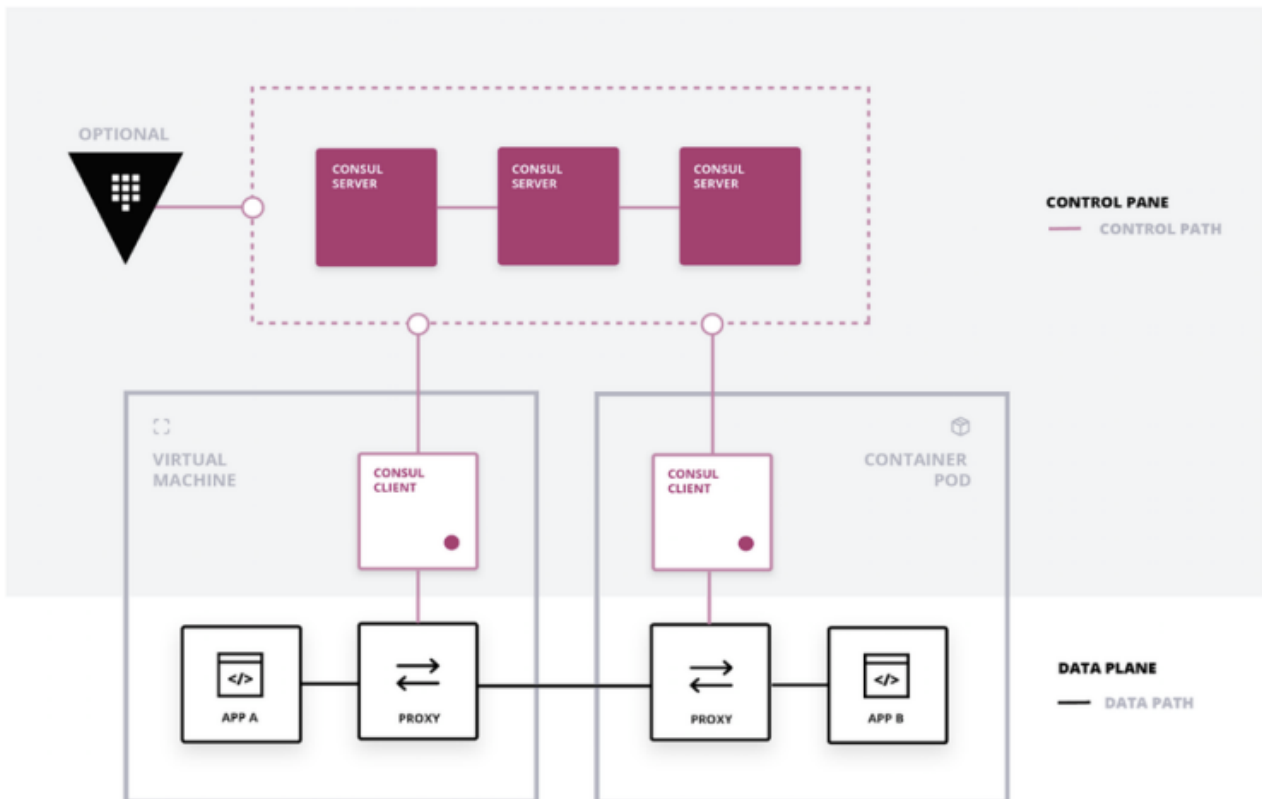 OPTIONAL
CONSUL
SERVER
CONSUL
SERVER
CONSUL
SERVER
CONTROL PANE
CONTROL PATH
VIRTUAL
MACHINE
CONSUL
CLIENT
CONSUL
CLIENT
CONTAINER
POD
</>
APP A
PROXY
PROXY
</>
APP B
DATA PLANE
DATA PATH